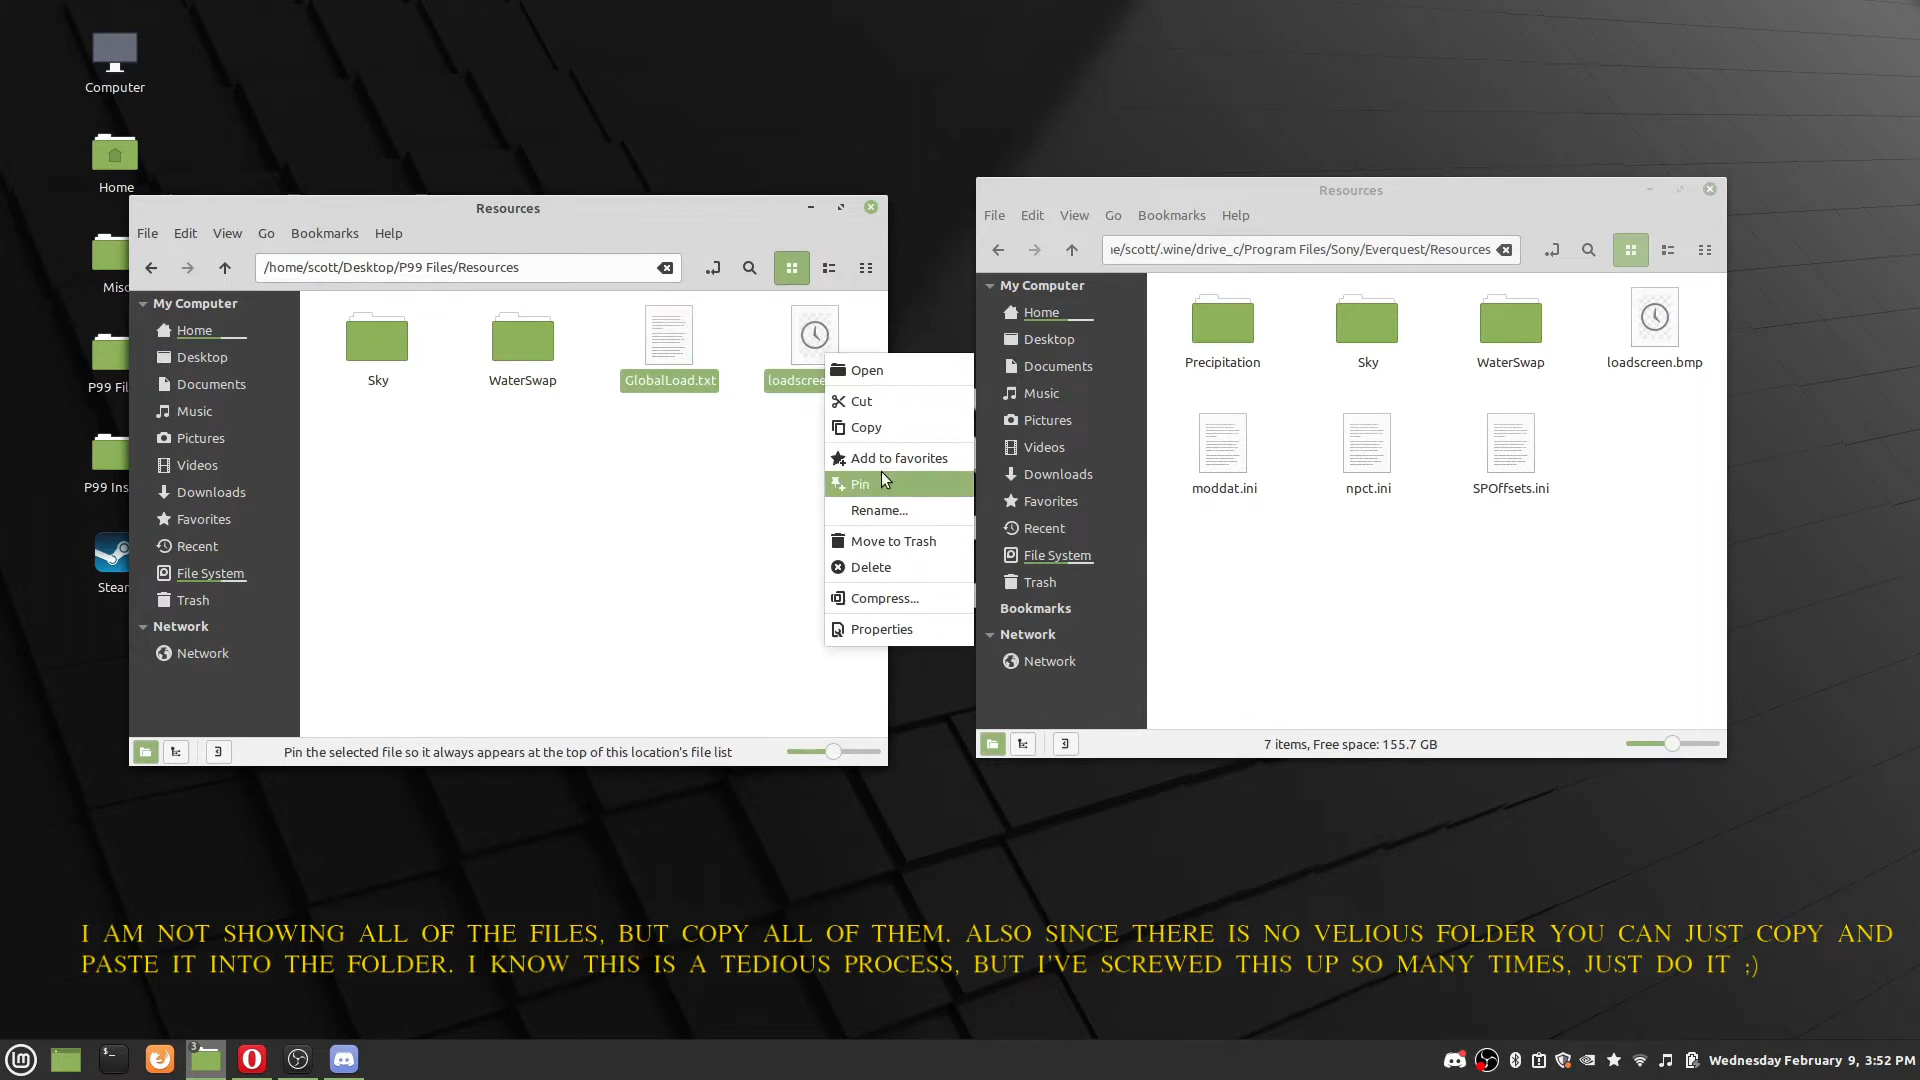 Computer
Home
Misc
P99 Fil
P99 Ins
Stear
Resources
File Edit View Go Bookmarks Help
/home/scott/Desktop/P99 Files/Resources
My Computer
Home
Desktop
Documents
Music
Pictures
Videos
Downloads
Favorites
Recent
File System
Trash
Network
Network
Sky
WaterSwap
GlobalLoad.txt
loadscree
Open
Cut
Copy
Add to favorites
Pin
Rename...
Move to Trash
Delete
Compress...
Properties
Pin the selected file so it always appears at the top of this location's file list
Resources
File Edit View Go Bookmarks Help
e/scott/.wine/drive_c/Program Files/Sony/Everquest/Resources
My Computer
Home
Desktop
Documents
Music
Pictures
Videos
Downloads
Favorites
Recent
File System
Trash
Bookmarks
Network
Network
Precipitation
Sky
WaterSwap
loadscreen.bmp
moddat.ini
npct.ini
SPOffsets.ini
7 items, Free space: 155.7 GB
I AM NOT SHOWING ALL OF THE FILES, BUT COPY ALL OF THEM. ALSO SINCE THERE IS NO VELIOUS FOLDER YOU CAN JUST COPY AND
PASTE IT INTO THE FOLDER. I KNOW THIS IS A TEDIOUS PROCESS, BUT I'VE SCREWED THIS UP SO MANY TIMES, JUST DO IT ;)
3
Wednesday February 9, 3:52 PM